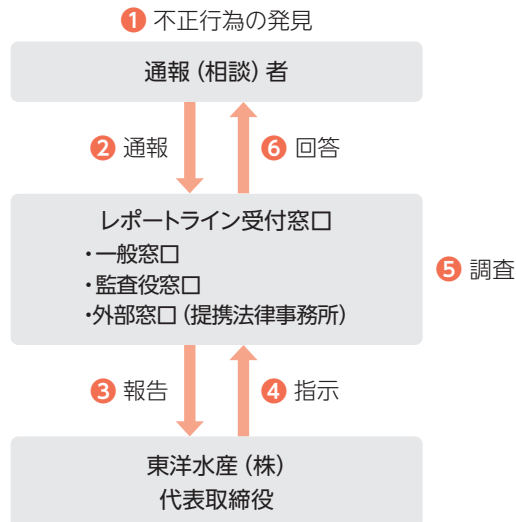 ❶ 不正行為の発見
通報（相談）者
❷ 通報
❻ 回答
レポートライン受付窓口
・一般窓口
・監査役窓口
・外部窓口（提携法律事務所）
❺ 調査
❸ 報告
❹ 指示
東洋水産（株）
代表取締役